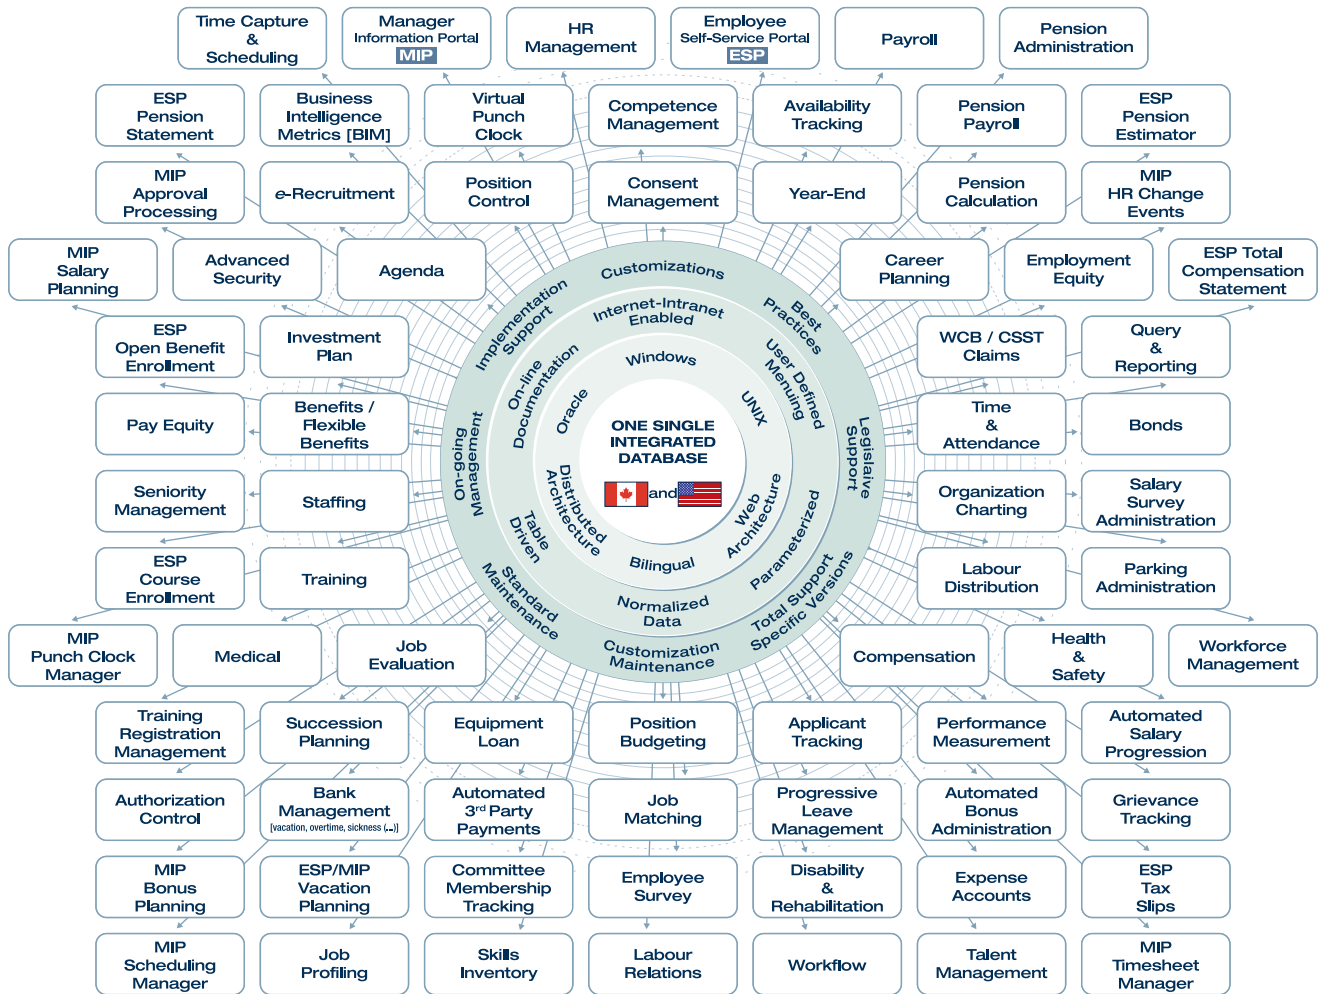 Time Capture
&
Scheduling
Manager
Information Portal
MIP
HR
Management
Employee
Self-Service Portal
ESP
Payroll
Pension
Administration
ESP
Pension
Statement
Business
Intelligence
Metrics [BIM]
Virtual
Punch
Clock
Competence
Management
Availability
Tracking
Pension
Payroll
ESP
Pension
Estimator
MIP
Approval
Processing
e-Recruitment
Position
Control
Consent
Management
Year-End
Pension
Calculation
MIP
HR Change
Events
MIP
Salary
Planning
Advanced
Security
Agenda
Career
Planning
Employment
Equity
ESP Total
Compensation
Statement
ESP
Open Benefit
Enrollment
Investment
Plan
WCB / CSST
Claims
Query
&
Reporting
Pay Equity
Benefits /
Flexible
Benefits
Time
&
Attendance
Bonds
Seniority
Management
Staffing
Organization
Charting
Salary
Survey
Administration
ESP
Course
Enrollment
Training
Labour
Distribution
Parking
Administration
MIP
Punch Clock
Manager
Medical
Job
Evaluation
Compensation
Health
&
Safety
Workforce
Management
Customizations
Best
Practices
Legislative
Support
Total Support
Specific Versions
Customization
Maintenance
Standard
Maintenance
On-going
Management
Implementation
Support
Internet-Intranet
Enabled
User Defined
Menuing
Parameterized
Normalized
Data
Table
Driven
On-line
Documentation
Windows
UNIX
Web
Architecture
Bilingual
Distributed
Architecture
Oracle
ONE SINGLE
INTEGRATED
DATABASE
and
Training
Registration
Management
Succession
Planning
Equipment
Loan
Position
Budgeting
Applicant
Tracking
Performance
Measurement
Automated
Salary
Progression
Authorization
Control
Bank
Management
[vacation, overtime, sickness (...)]
Automated
3rd Party
Payments
Job
Matching
Progressive
Leave
Management
Automated
Bonus
Administration
Grievance
Tracking
MIP
Bonus
Planning
ESP/MIP
Vacation
Planning
Committee
Membership
Tracking
Employee
Survey
Disability
&
Rehabilitation
Expense
Accounts
ESP
Tax
Slips
MIP
Scheduling
Manager
Job
Profiling
Skills
Inventory
Labour
Relations
Workflow
Talent
Management
MIP
Timesheet
Manager